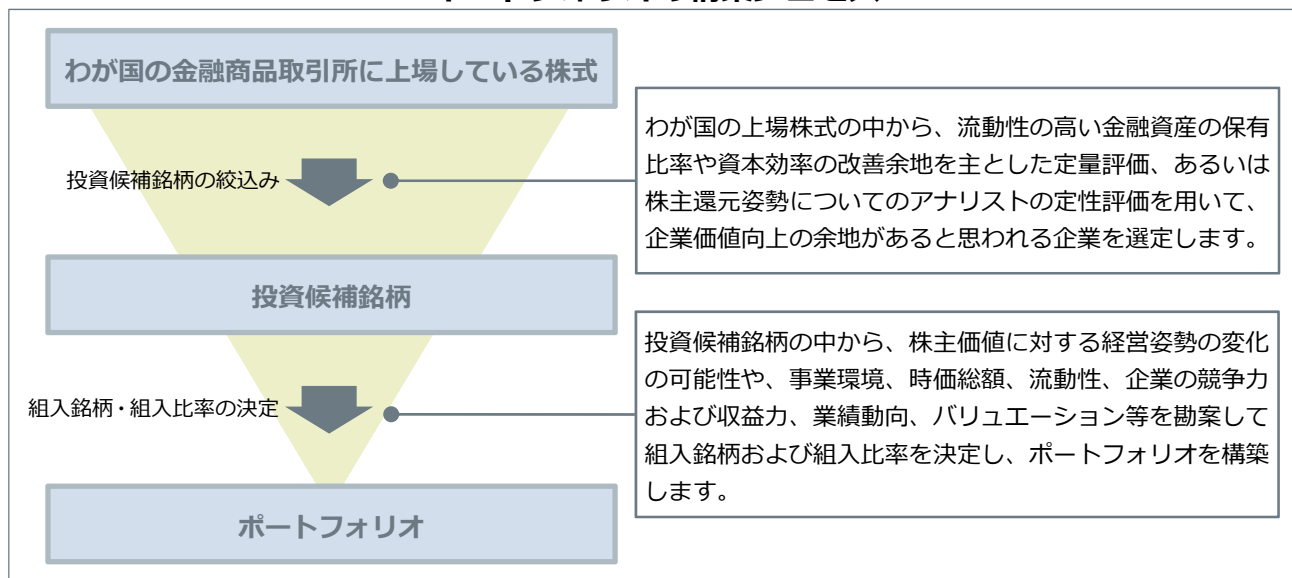 わが国の金融商品取引所に上場している株式
投資候補銘柄の絞込み
わが国の上場株式の中から、流動性の高い金融資産の保有
比率や資本効率の改善余地を主とした定量評価、あるいは
株主還元姿勢についてのアナリストの定性評価を用いて、
企業価値向上の余地があると思われる企業を選定します。
投資候補銘柄
組入銘柄・組入比率の決定
投資候補銘柄の中から、株主価値に対する経営姿勢の変化
の可能性や、事業環境、時価総額、流動性、企業の競争力
および収益力、業績動向、バリュエーション等を勘案して
組入銘柄および組入比率を決定し、ポートフォリオを構築
します。
ポートフォリオ